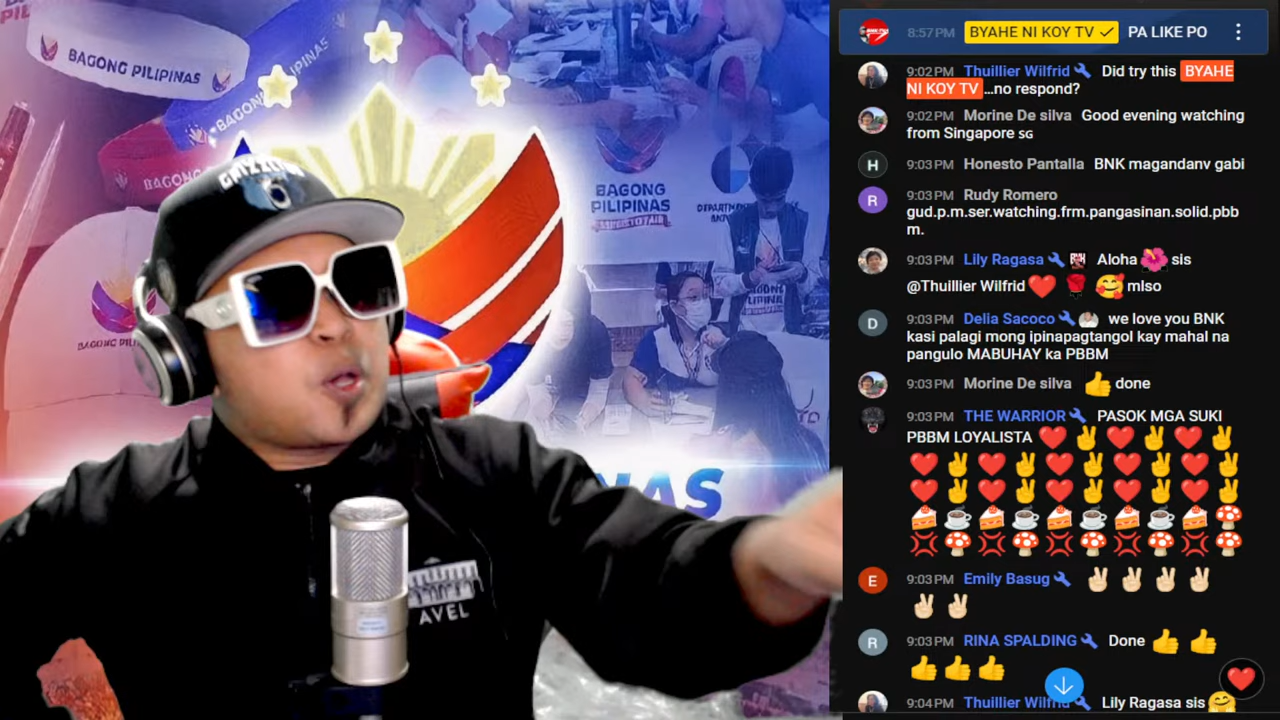 BAGONG PILIPINAS
BAGONG
PILIPINAS
GRIZZLIES
BAGONG
PILIPINAS
AVEL
NAS
8:57 PM BYAHE NI KOY TV PA LIKE PO
9:02 PM Thuillier Wilfrid Did try this BYAHE
NI KOY TV ...no respond?
9:02 PM Morine De silva Good evening watching
from Singapore SG
H 9:03 PM Honesto Pantalla BNK magandanv gabi
R 9:03 PM Rudy Romero
gud.p.m.ser.watching.frm.pangasinan.solid.pbb
m.
9:03 PM Lily Ragasa Aloha 🌺 sis
@Thuillier Wilfrid ❤️ 🌹 🥰 mlso
D 9:03 PM Delia Sacoco we love you BNK
kasi palagi mong ipinapagtangol kay mahal na
pangulo MABUHAY ka PBBM
9:03 PM Morine De silva 👍 done
9:03 PM THE WARRIOR PASOK MGA SUKI
PBBM LOYALISTA ❤️ ✌️ ❤️ ✌️ ❤️ ✌️
❤️ ✌️ ❤️ ✌️ ❤️ ✌️ ❤️ ✌️ ❤️ ✌️
❤️ ✌️ ❤️ ✌️ ❤️ ✌️ ❤️ ✌️ ❤️ ✌️
🍰 ☕ 🍰 ☕ 🍰 ☕ 🍰 ☕ 🍰 🍄
💢 🍄 💢 🍄 💢 🍄 💢 🍄 💢 🍄
E 9:03 PM Emily Basug ✌🏻 ✌🏻 ✌🏻 ✌🏻
✌🏻 ✌🏻
R 9:03 PM RINA SPALDING Done 👍 👍
👍 👍 👍
9:04 PM Thuillier Wilfrid Lily Ragasa sis 🤗